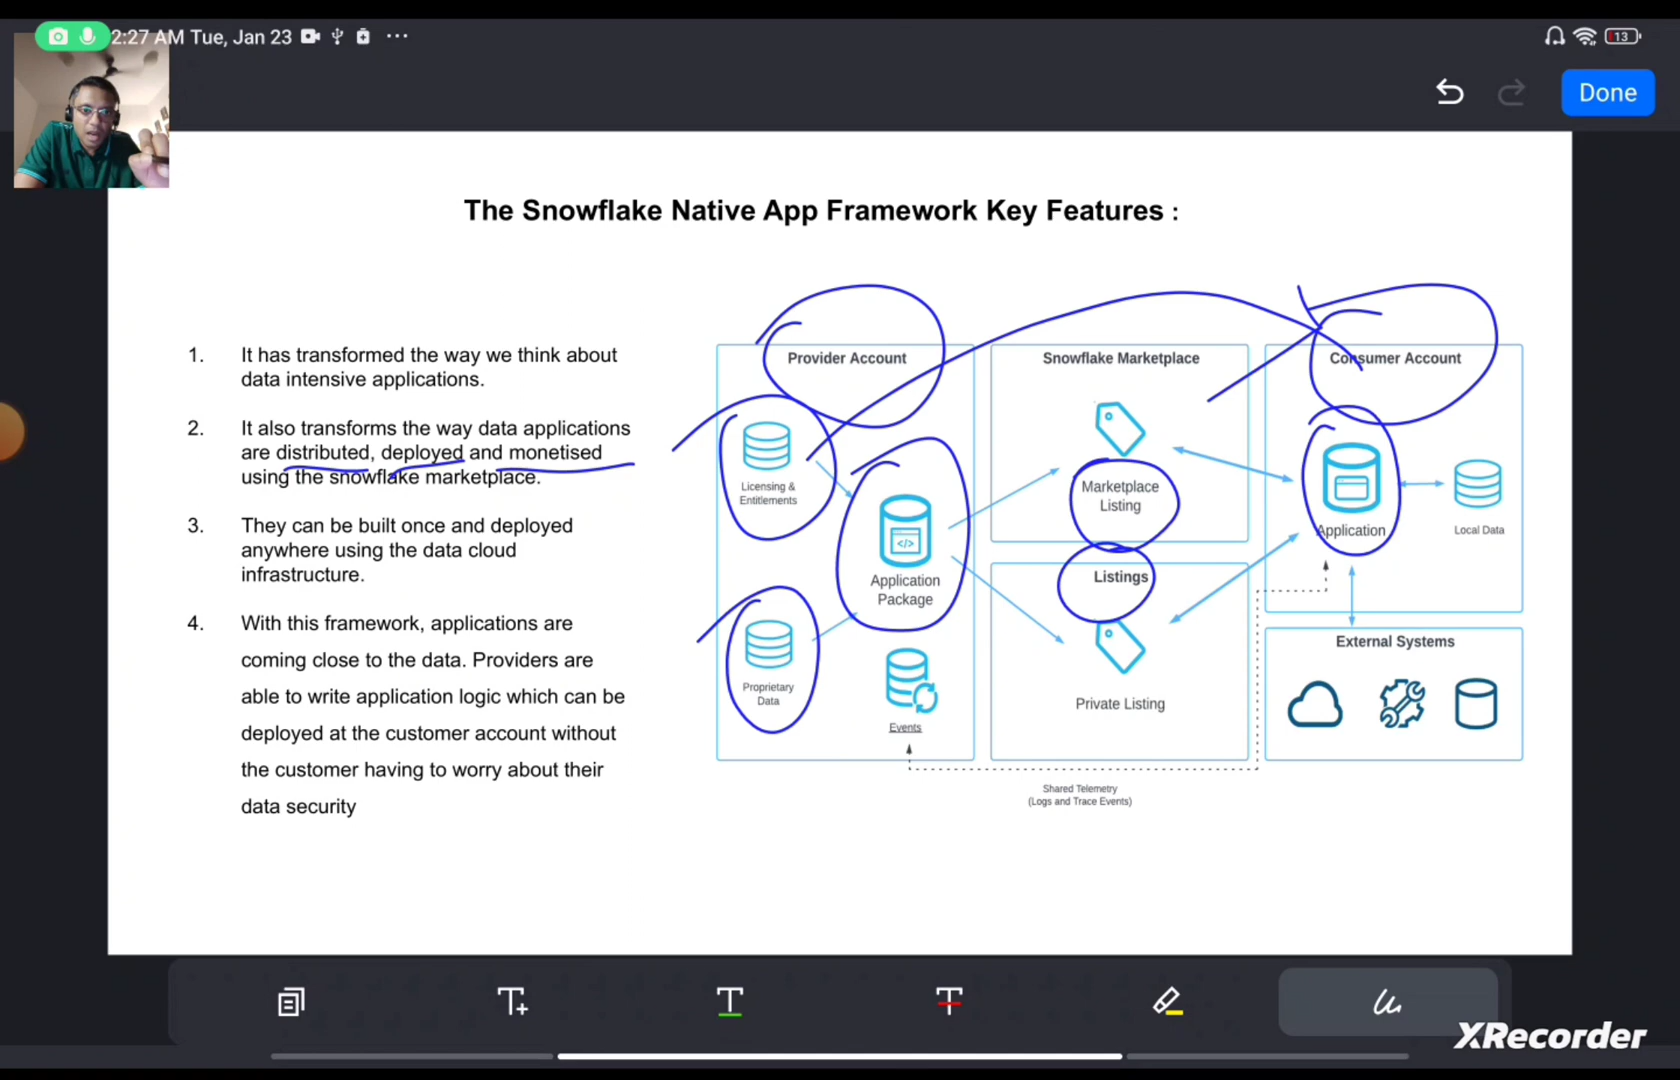 2:27 AM Tue, Jan 23
13
Done
The Snowflake Native App Framework Key Features :
1. It has transformed the way we think about
data intensive applications.
2. It also transforms the way data applications
are distributed, deployed and monetised
using the snowflake marketplace.
3. They can be built once and deployed
anywhere using the data cloud
infrastructure.
4. With this framework, applications are
coming close to the data. Providers are
able to write application logic which can be
deployed at the customer account without
the customer having to worry about their
data security
Provider Account
Licensing &
Entitlements
Application
Package
Proprietary
Data
Events
Snowflake Marketplace
Marketplace
Listing
Listings
Private Listing
Consumer Account
Application
Local Data
External Systems
Shared Telemetry
(Logs and Trace Events)
XRecorder